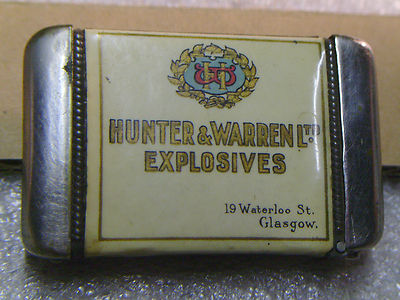 HUNTER & WARREN LTD
EXPLOSIVES
19 Waterloo St.
Glasgow.